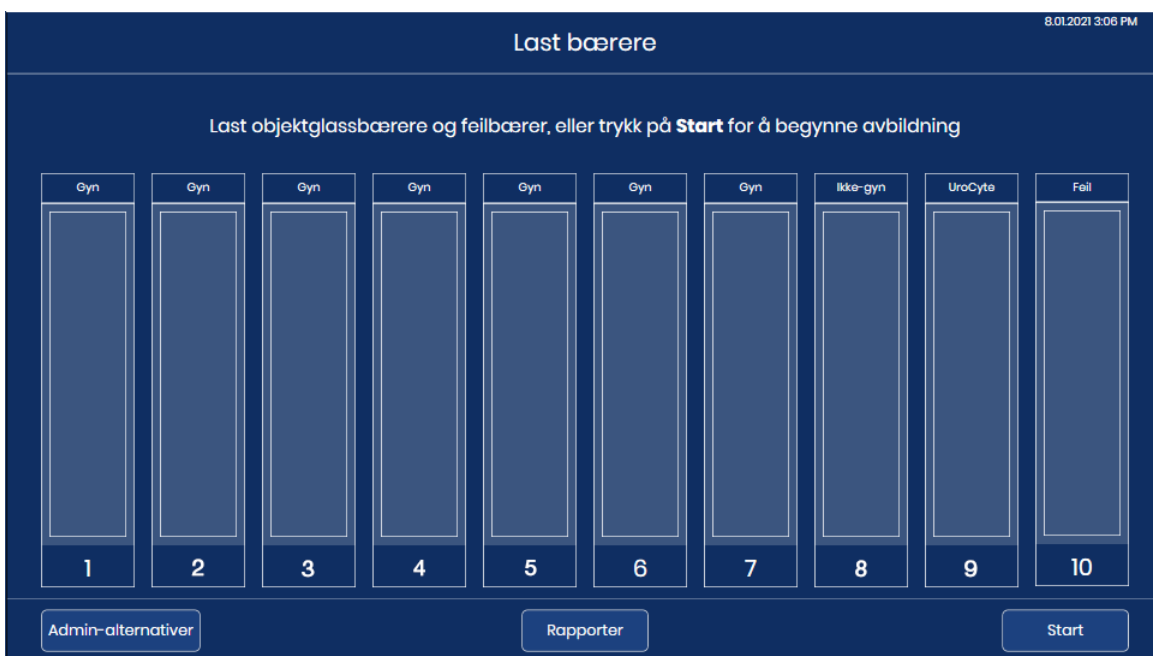 8.01.2021 3:06 PM
Last bærere
Last objektglassbærere og feilbærer, eller trykk på Start for å begynne avbildning
Gyn Gyn Gyn Gyn Gyn Gyn Gyn Ikke-gyn UroCyte Feil
1 2 3 4 5 6 7 8 9 10
Admin-alternativer Rapporter Start